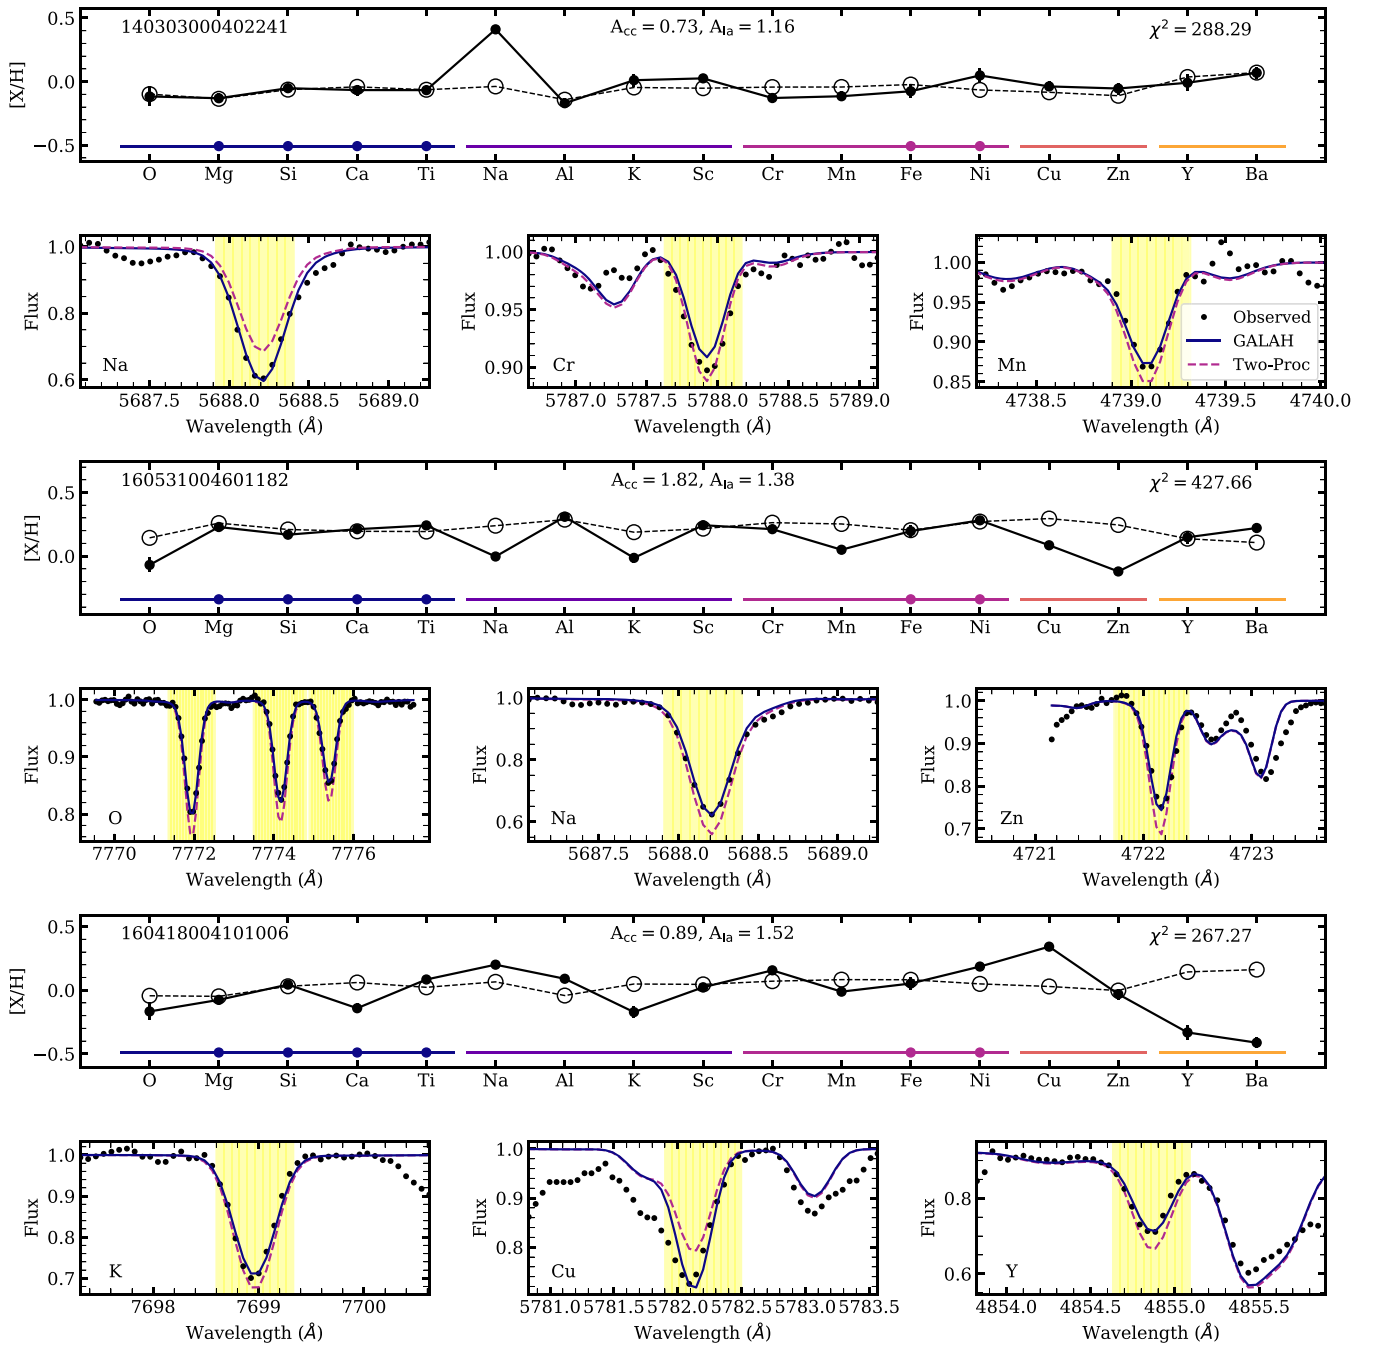 140303000402241
A_cc = 0.73, A_Ia = 1.16
χ² = 288.29
[X/H]
0.5
0.0
−0.5
O Mg Si Ca Ti Na Al K Sc Cr Mn Fe Ni Cu Zn Y Ba
Flux
1.0
0.8
0.6
Na
5687.5 5688.0 5688.5 5689.0
Wavelength (Å)
Flux
1.00
0.95
0.90
Cr
5787.0 5787.5 5788.0 5788.5 5789.0
Wavelength (Å)
Flux
1.00
0.95
0.90
0.85
Mn
Observed
GALAH
Two-Proc
4738.5 4739.0 4739.5 4740.0
Wavelength (Å)
160531004601182
A_cc = 1.82, A_Ia = 1.38
χ² = 427.66
[X/H]
0.5
0.0
O Mg Si Ca Ti Na Al K Sc Cr Mn Fe Ni Cu Zn Y Ba
Flux
1.0
0.9
0.8
O
7770 7772 7774 7776
Wavelength (Å)
Flux
1.0
0.8
0.6
Na
5687.5 5688.0 5688.5 5689.0
Wavelength (Å)
Flux
1.0
0.9
0.8
0.7
Zn
4721 4722 4723
Wavelength (Å)
160418004101006
A_cc = 0.89, A_Ia = 1.52
χ² = 267.27
[X/H]
0.5
0.0
−0.5
O Mg Si Ca Ti Na Al K Sc Cr Mn Fe Ni Cu Zn Y Ba
Flux
1.0
0.9
0.8
0.7
K
7698 7699 7700
Wavelength (Å)
Flux
1.0
0.9
0.8
Cu
5781.0 5781.5 5782.0 5782.5 5783.0 5783.5
Wavelength (Å)
Flux
0.8
0.6
Y
4854.0 4854.5 4855.0 4855.5
Wavelength (Å)